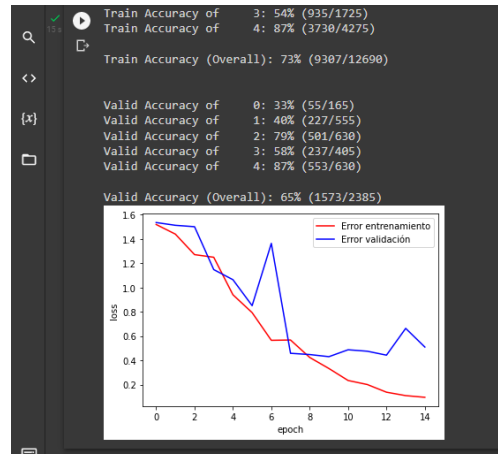 15 s
Train Accuracy of 3: 54% (935/1725)
Train Accuracy of 4: 87% (3730/4275)
Train Accuracy (Overall): 73% (9307/12690)
Valid Accuracy of 0: 33% (55/165)
Valid Accuracy of 1: 40% (227/555)
Valid Accuracy of 2: 79% (501/630)
Valid Accuracy of 3: 58% (237/405)
Valid Accuracy of 4: 87% (553/630)
Valid Accuracy (Overall): 65% (1573/2385)
{x}
Error entrenamiento
Error validación
1.6
1.4
1.2
1.0
0.8
0.6
0.4
0.2
loss
0 2 4 6 8 10 12 14
epoch